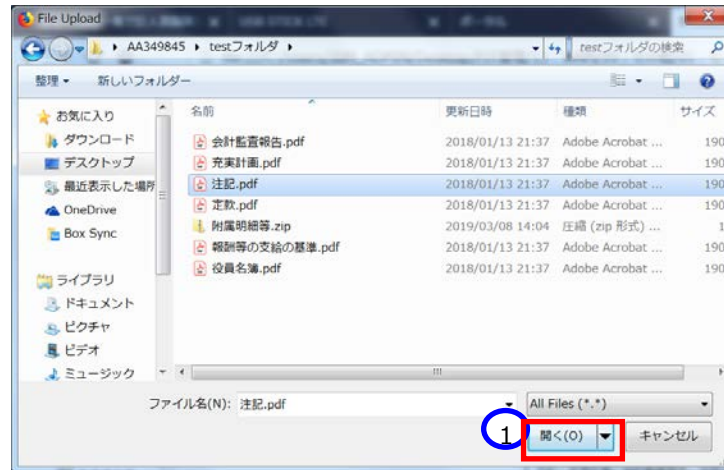 File Upload
AA349845 ▸ testフォルダ ▸
testフォルダの検索
整理 新しいフォルダー
お気に入り
ダウンロード
デスクトップ
最近表示した場所
OneDrive
Box Sync
ライブラリ
ドキュメント
ピクチャ
ビデオ
ミュージック
名前 更新日時 種類 サイズ
会計監査報告.pdf 2018/01/13 21:37 Adobe Acrobat ... 190
充実計画.pdf 2018/01/13 21:37 Adobe Acrobat ... 190
注記.pdf 2018/01/13 21:37 Adobe Acrobat ... 190
定款.pdf 2018/01/13 21:37 Adobe Acrobat ... 190
附属明細等.zip 2019/03/08 14:04 圧縮 (zip 形式) ... 1
報酬等の支給の基準.pdf 2018/01/13 21:37 Adobe Acrobat ... 190
役員名簿.pdf 2018/01/13 21:37 Adobe Acrobat ... 190
ファイル名(N): 注記.pdf
All Files (*.*)
1
開く(O) キャンセル